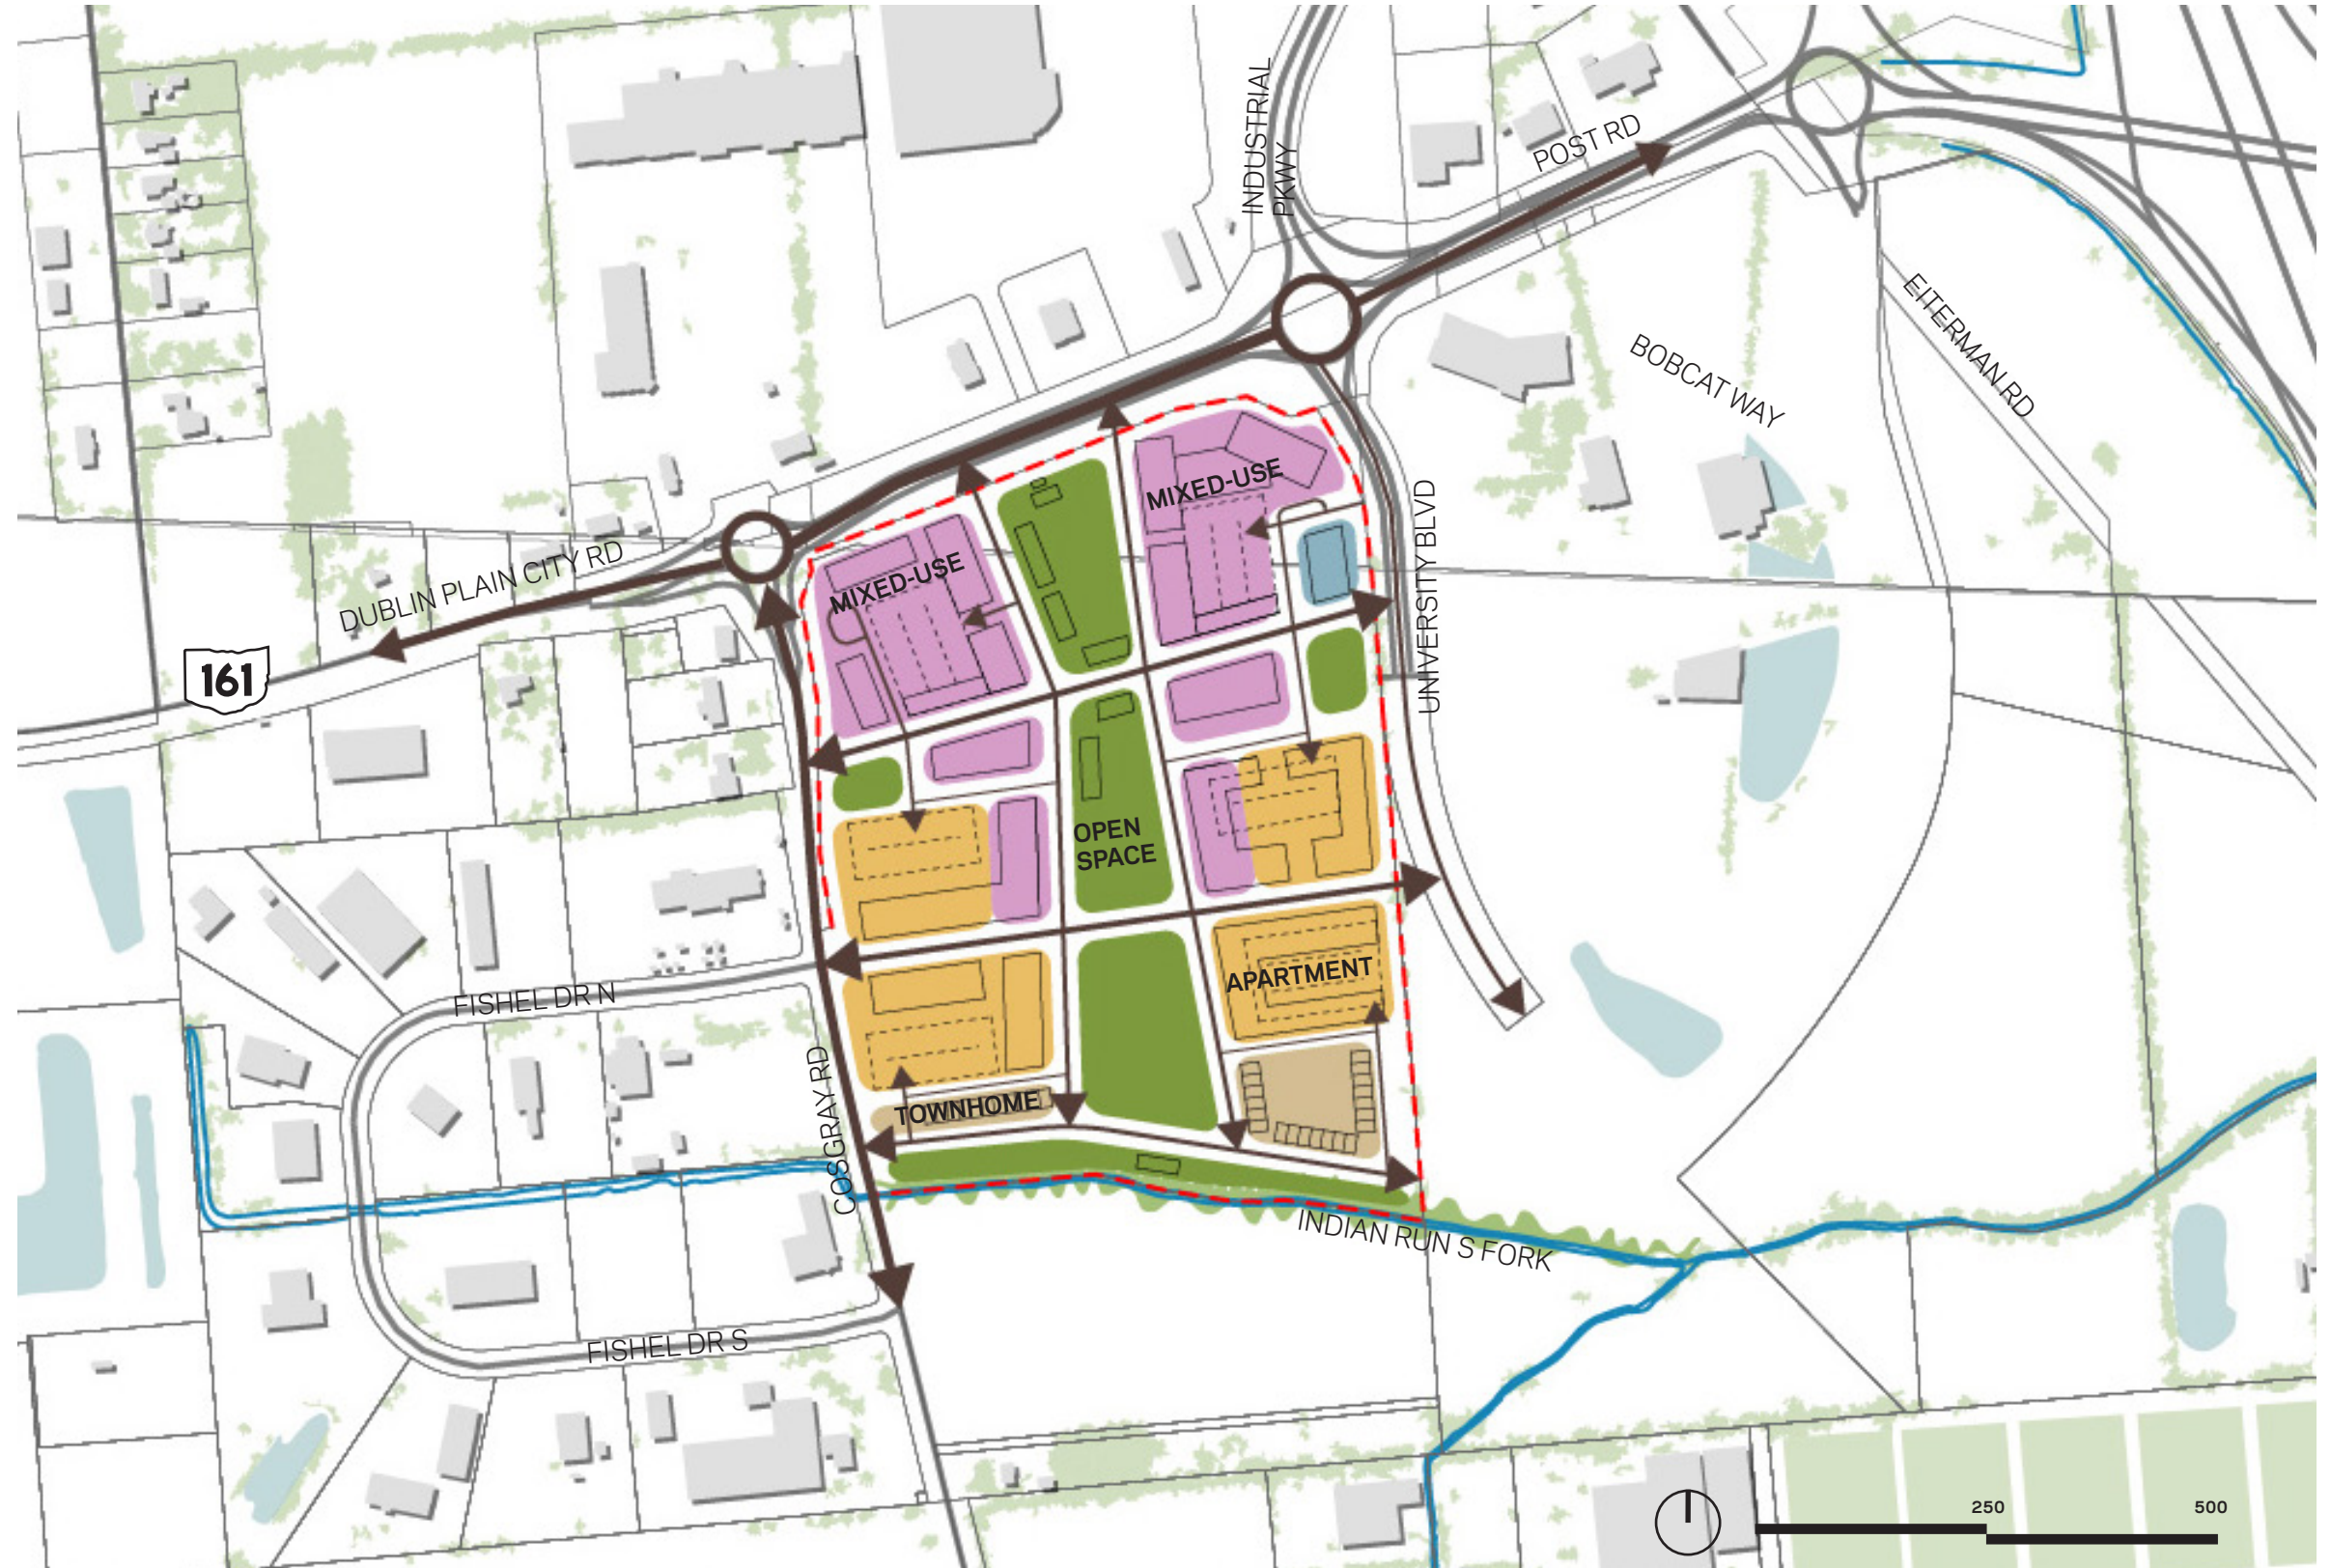 INDUSTRIAL
PKWY
POST RD
EITERMAN RD
BOBCAT WAY
MIXED-USE
UNIVERSITY BLVD
MIXED-USE
DUBLIN PLAIN CITY RD
161
OPEN
SPACE
APARTMENT
FISHEL DR N
COSGRAY RD
TOWNHOME
INDIAN RUN S FORK
FISHEL DR S
250
500